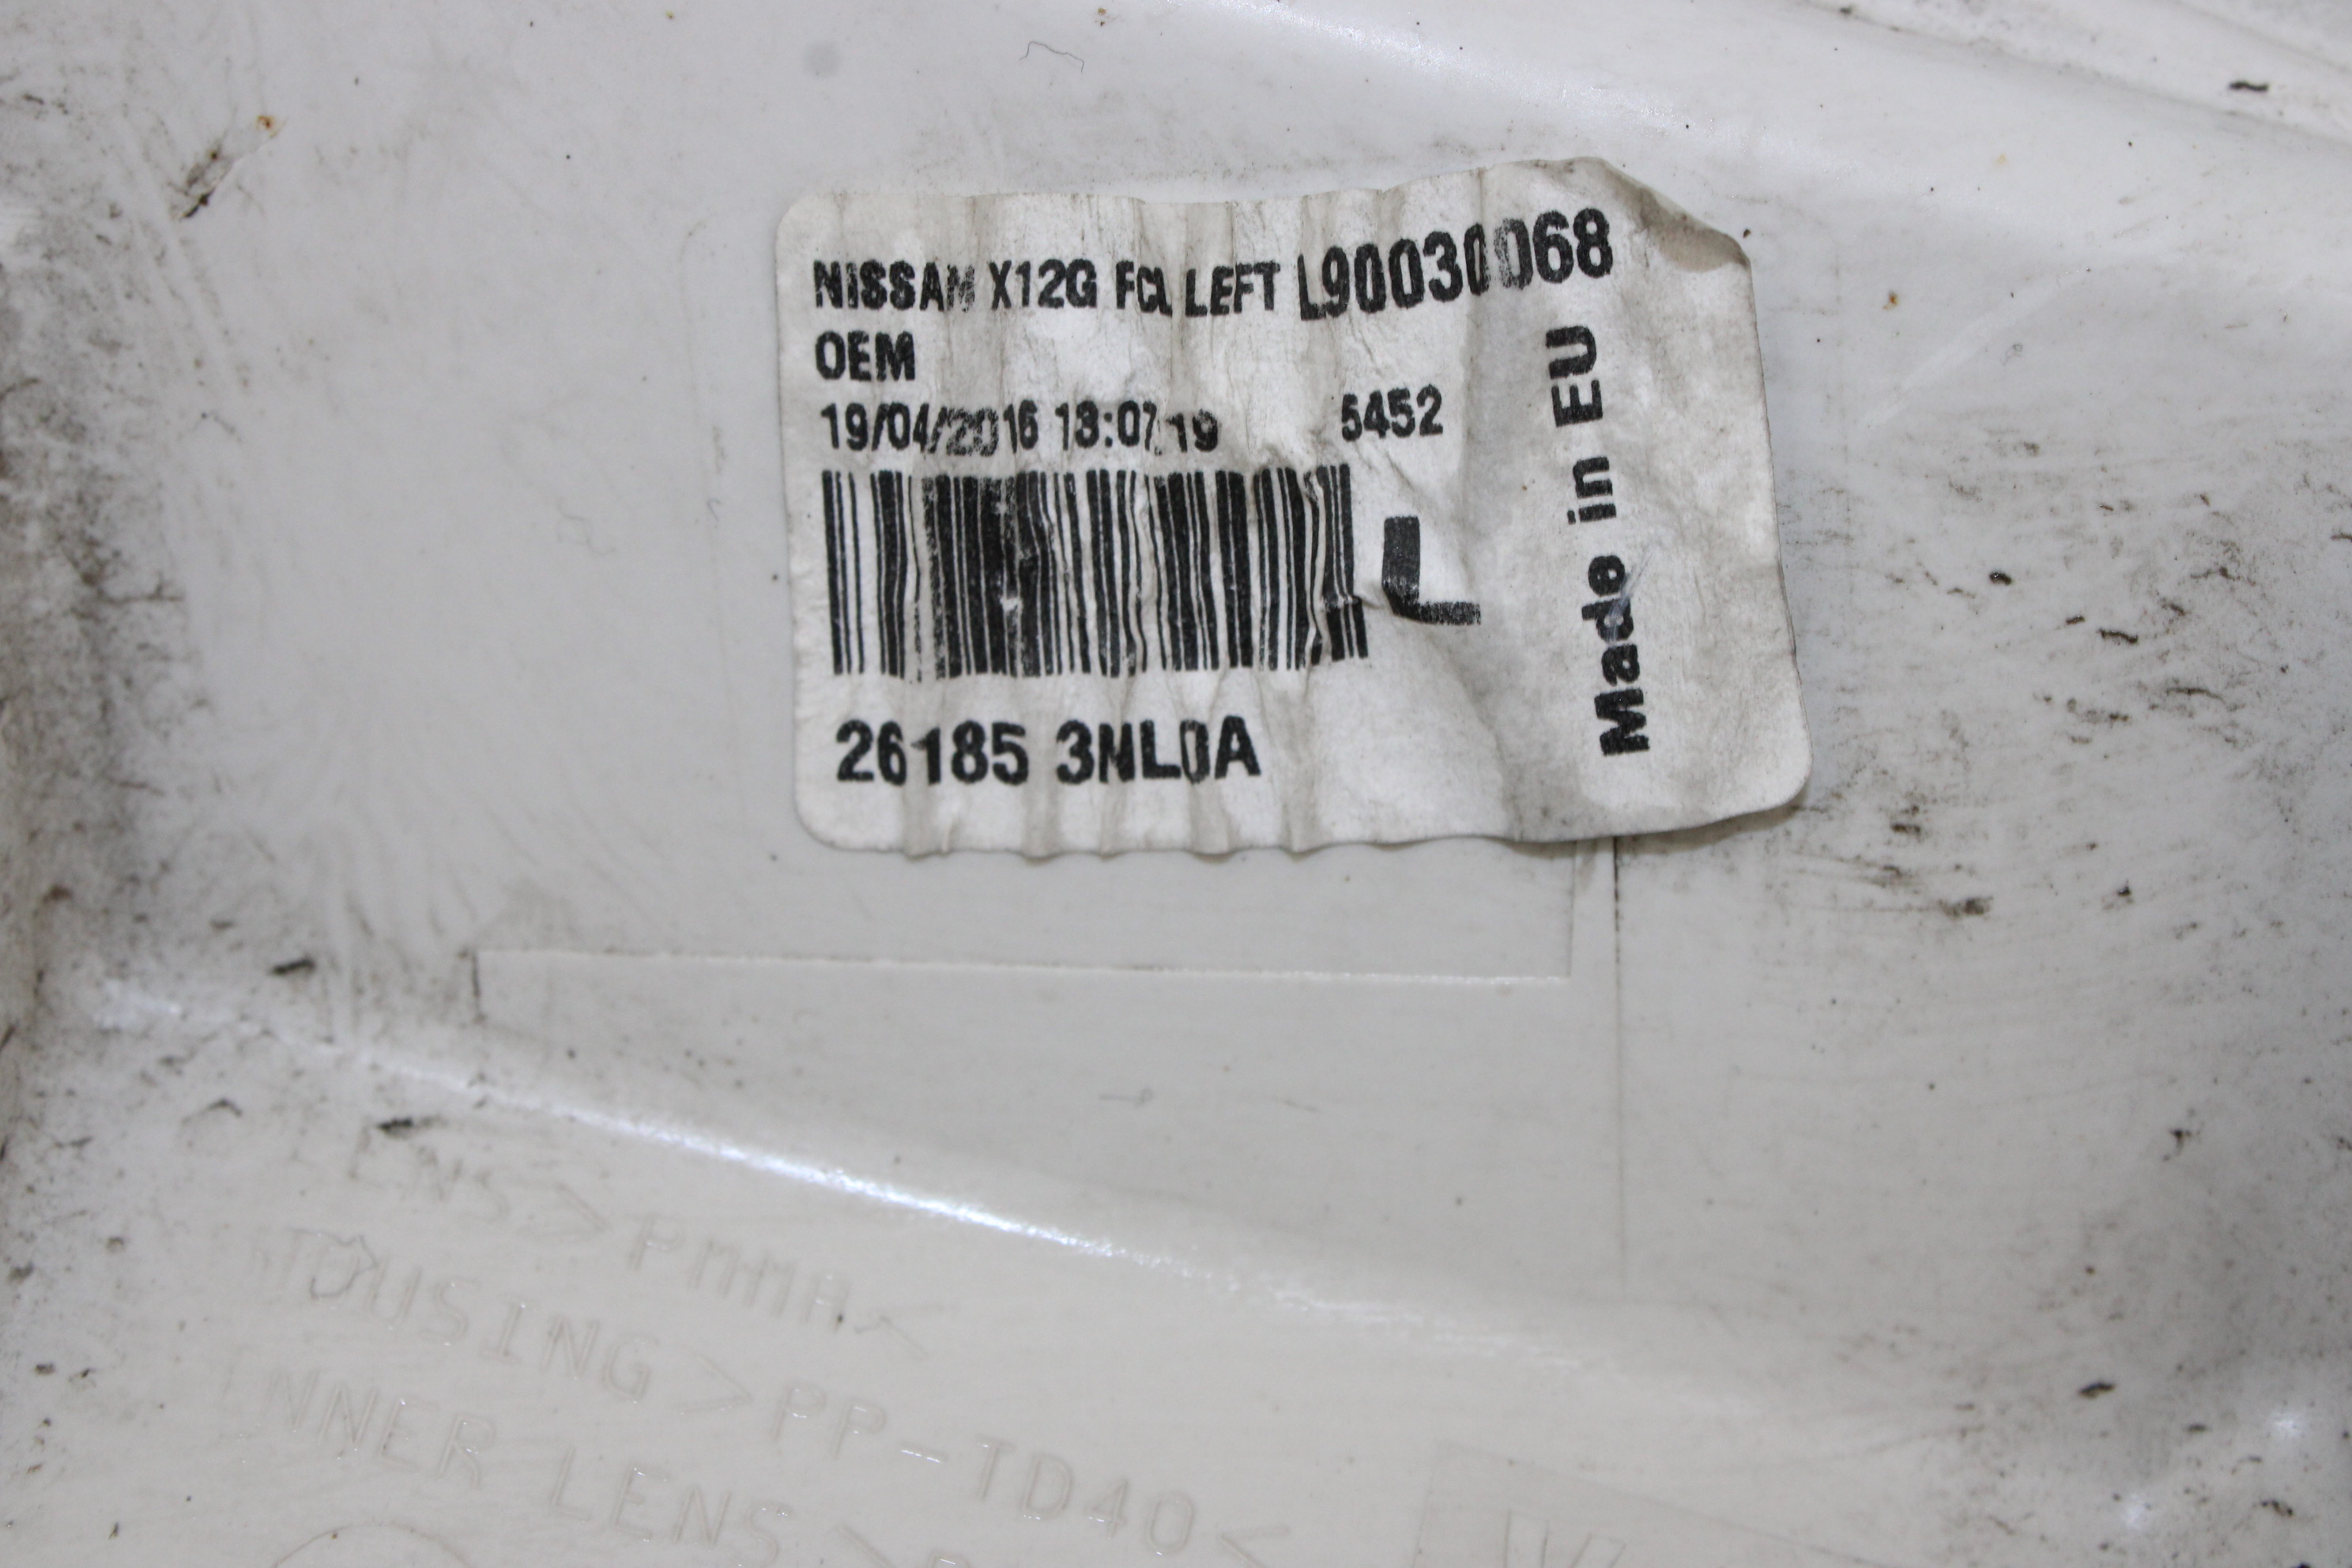 NISSAN X12G FCL LEFT L90030068
OEM
19/04/2016 13:07:19 5452
L
26185 3NL0A
Made in EU
LENS >PMMA<
HOUSING >PP-TD40<
INNER LENS >